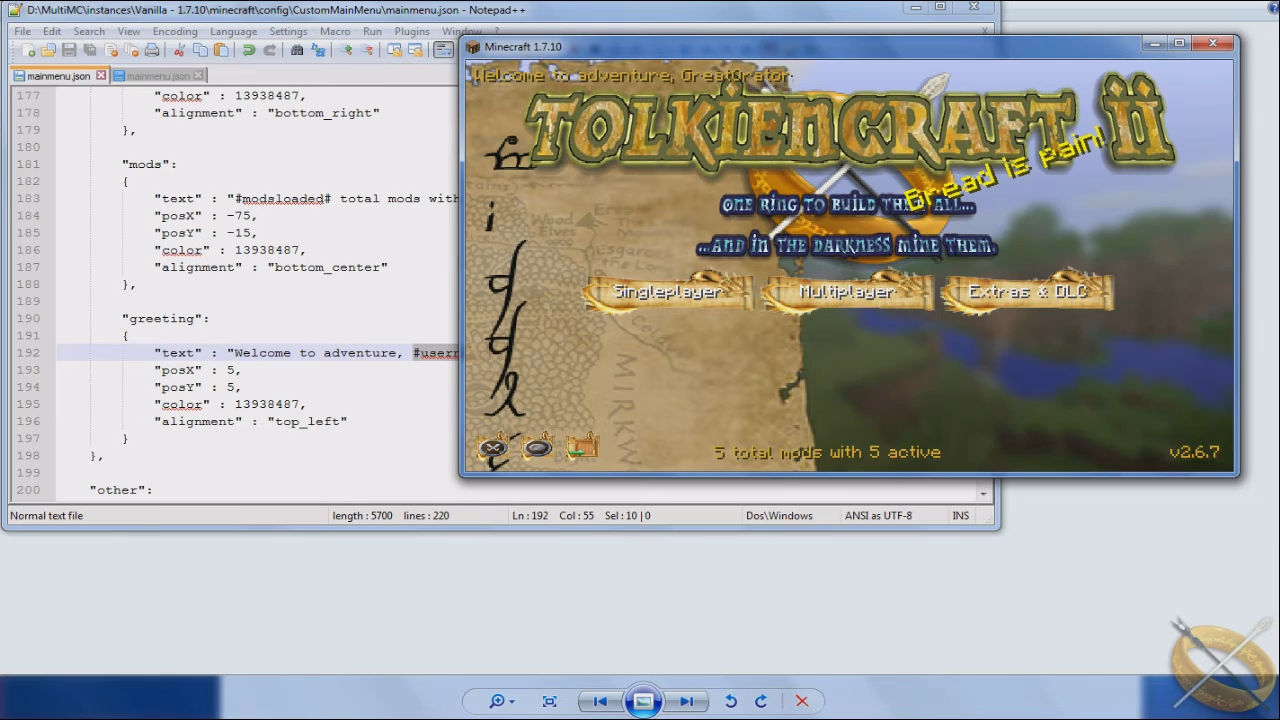 D:\MultiMC\instances\Vanilla - 1.7.10\minecraft\config\CustomMainMenu\mainmenu.json - Notepad++
File Edit Search View Encoding Language Settings Macro Run Plugins Window
mainmenu.json mainmenu.json
177 "color" : 13938487,
178 "alignment" : "bottom_right"
179 },
180
181 "mods":
182 {
183 "text" : "#modsloaded# total mods with
184 "posX" : -75,
185 "posY" : -15,
186 "color" : 13938487,
187 "alignment" : "bottom_center"
188 },
189
190 "greeting":
191 {
192 "text" : "Welcome to adventure, #usern
193 "posX" : 5,
194 "posY" : 5,
195 "color" : 13938487,
196 "alignment" : "top_left"
197 }
198 },
199
200 "other":
Normal text file length : 5700 lines : 220 Ln : 192 Col : 55 Sel : 10 | 0 Dos\Windows ANSI as UTF-8 INS
Minecraft 1.7.10
Welcome to adventure, GreatOrator
TOLKIENCRAFT ii
Bread is pain!
ONE RING TO BUILD THEM ALL...
...AND IN THE DARKNESS MINE THEM.
Singleplayer Multiplayer Extras & DLC
MIRKW
5 total mods with 5 active
v2.6.7